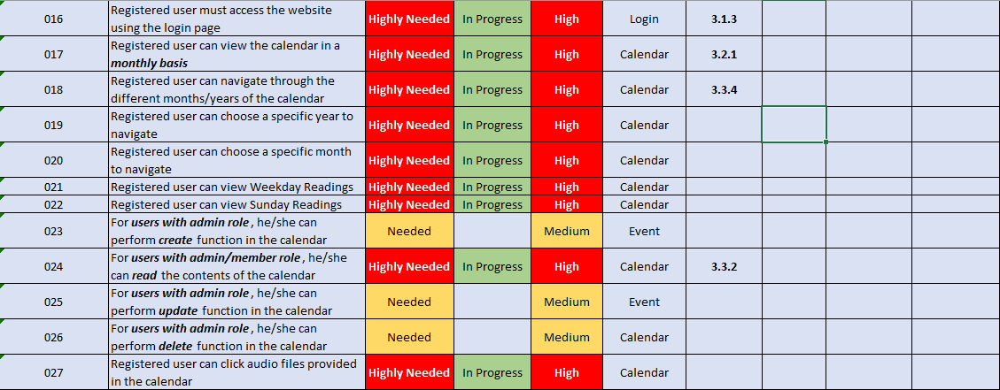 016 Registered user must access the website using the login page Highly Needed In Progress High Login 3.1.3
017 Registered user can view the calendar in a monthly basis Highly Needed In Progress High Calendar 3.2.1
018 Registered user can navigate through the different months/years of the calendar Highly Needed In Progress High Calendar 3.3.4
019 Registered user can choose a specific year to navigate Highly Needed In Progress High Calendar
020 Registered user can choose a specific month to navigate Highly Needed In Progress High Calendar
021 Registered user can view Weekday Readings Highly Needed In Progress High Calendar
022 Registered user can view Sunday Readings Highly Needed In Progress High Calendar
023 For users with admin role, he/she can perform create function in the calendar Needed Medium Event
024 For users with admin/member role, he/she can read the contents of the calendar Highly Needed In Progress High Calendar 3.3.2
025 For users with admin role, he/she can perform update function in the calendar Needed Medium Event
026 For users with admin role, he/she can perform delete function in the calendar Needed Medium Calendar
027 Registered user can click audio files provided in the calendar Highly Needed In Progress High Calendar